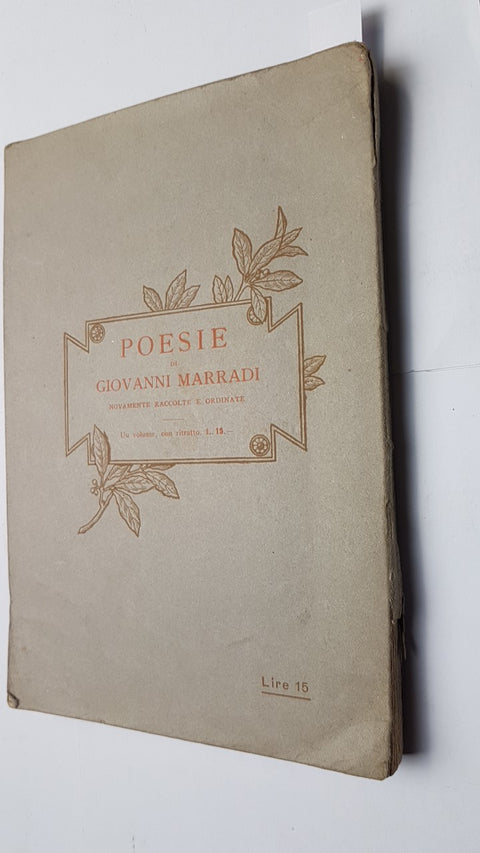 POESIE
DI
GIOVANNI MARRADI
NOVAMENTE RACCOLTE E ORDINATE
Un volume, con ritratto. L. 15.—
Lire 15